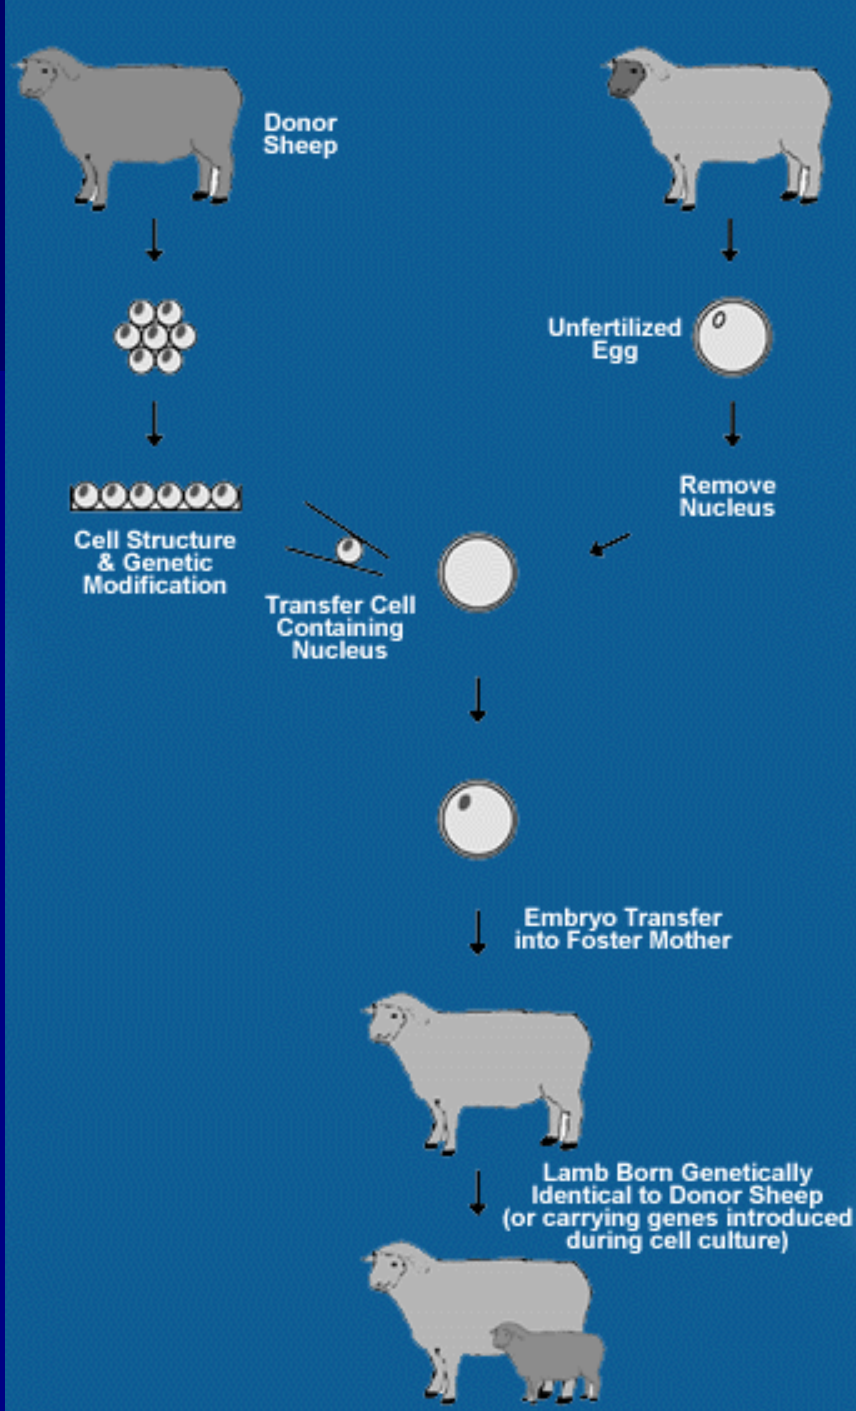 Donor
Sheep
Unfertilized
Egg
Remove
Nucleus
Cell Structure
& Genetic
Modification
Transfer Cell
Containing
Nucleus
Embryo Transfer
into Foster Mother
Lamb Born Genetically
Identical to Donor Sheep
(or carrying genes introduced
during cell culture)